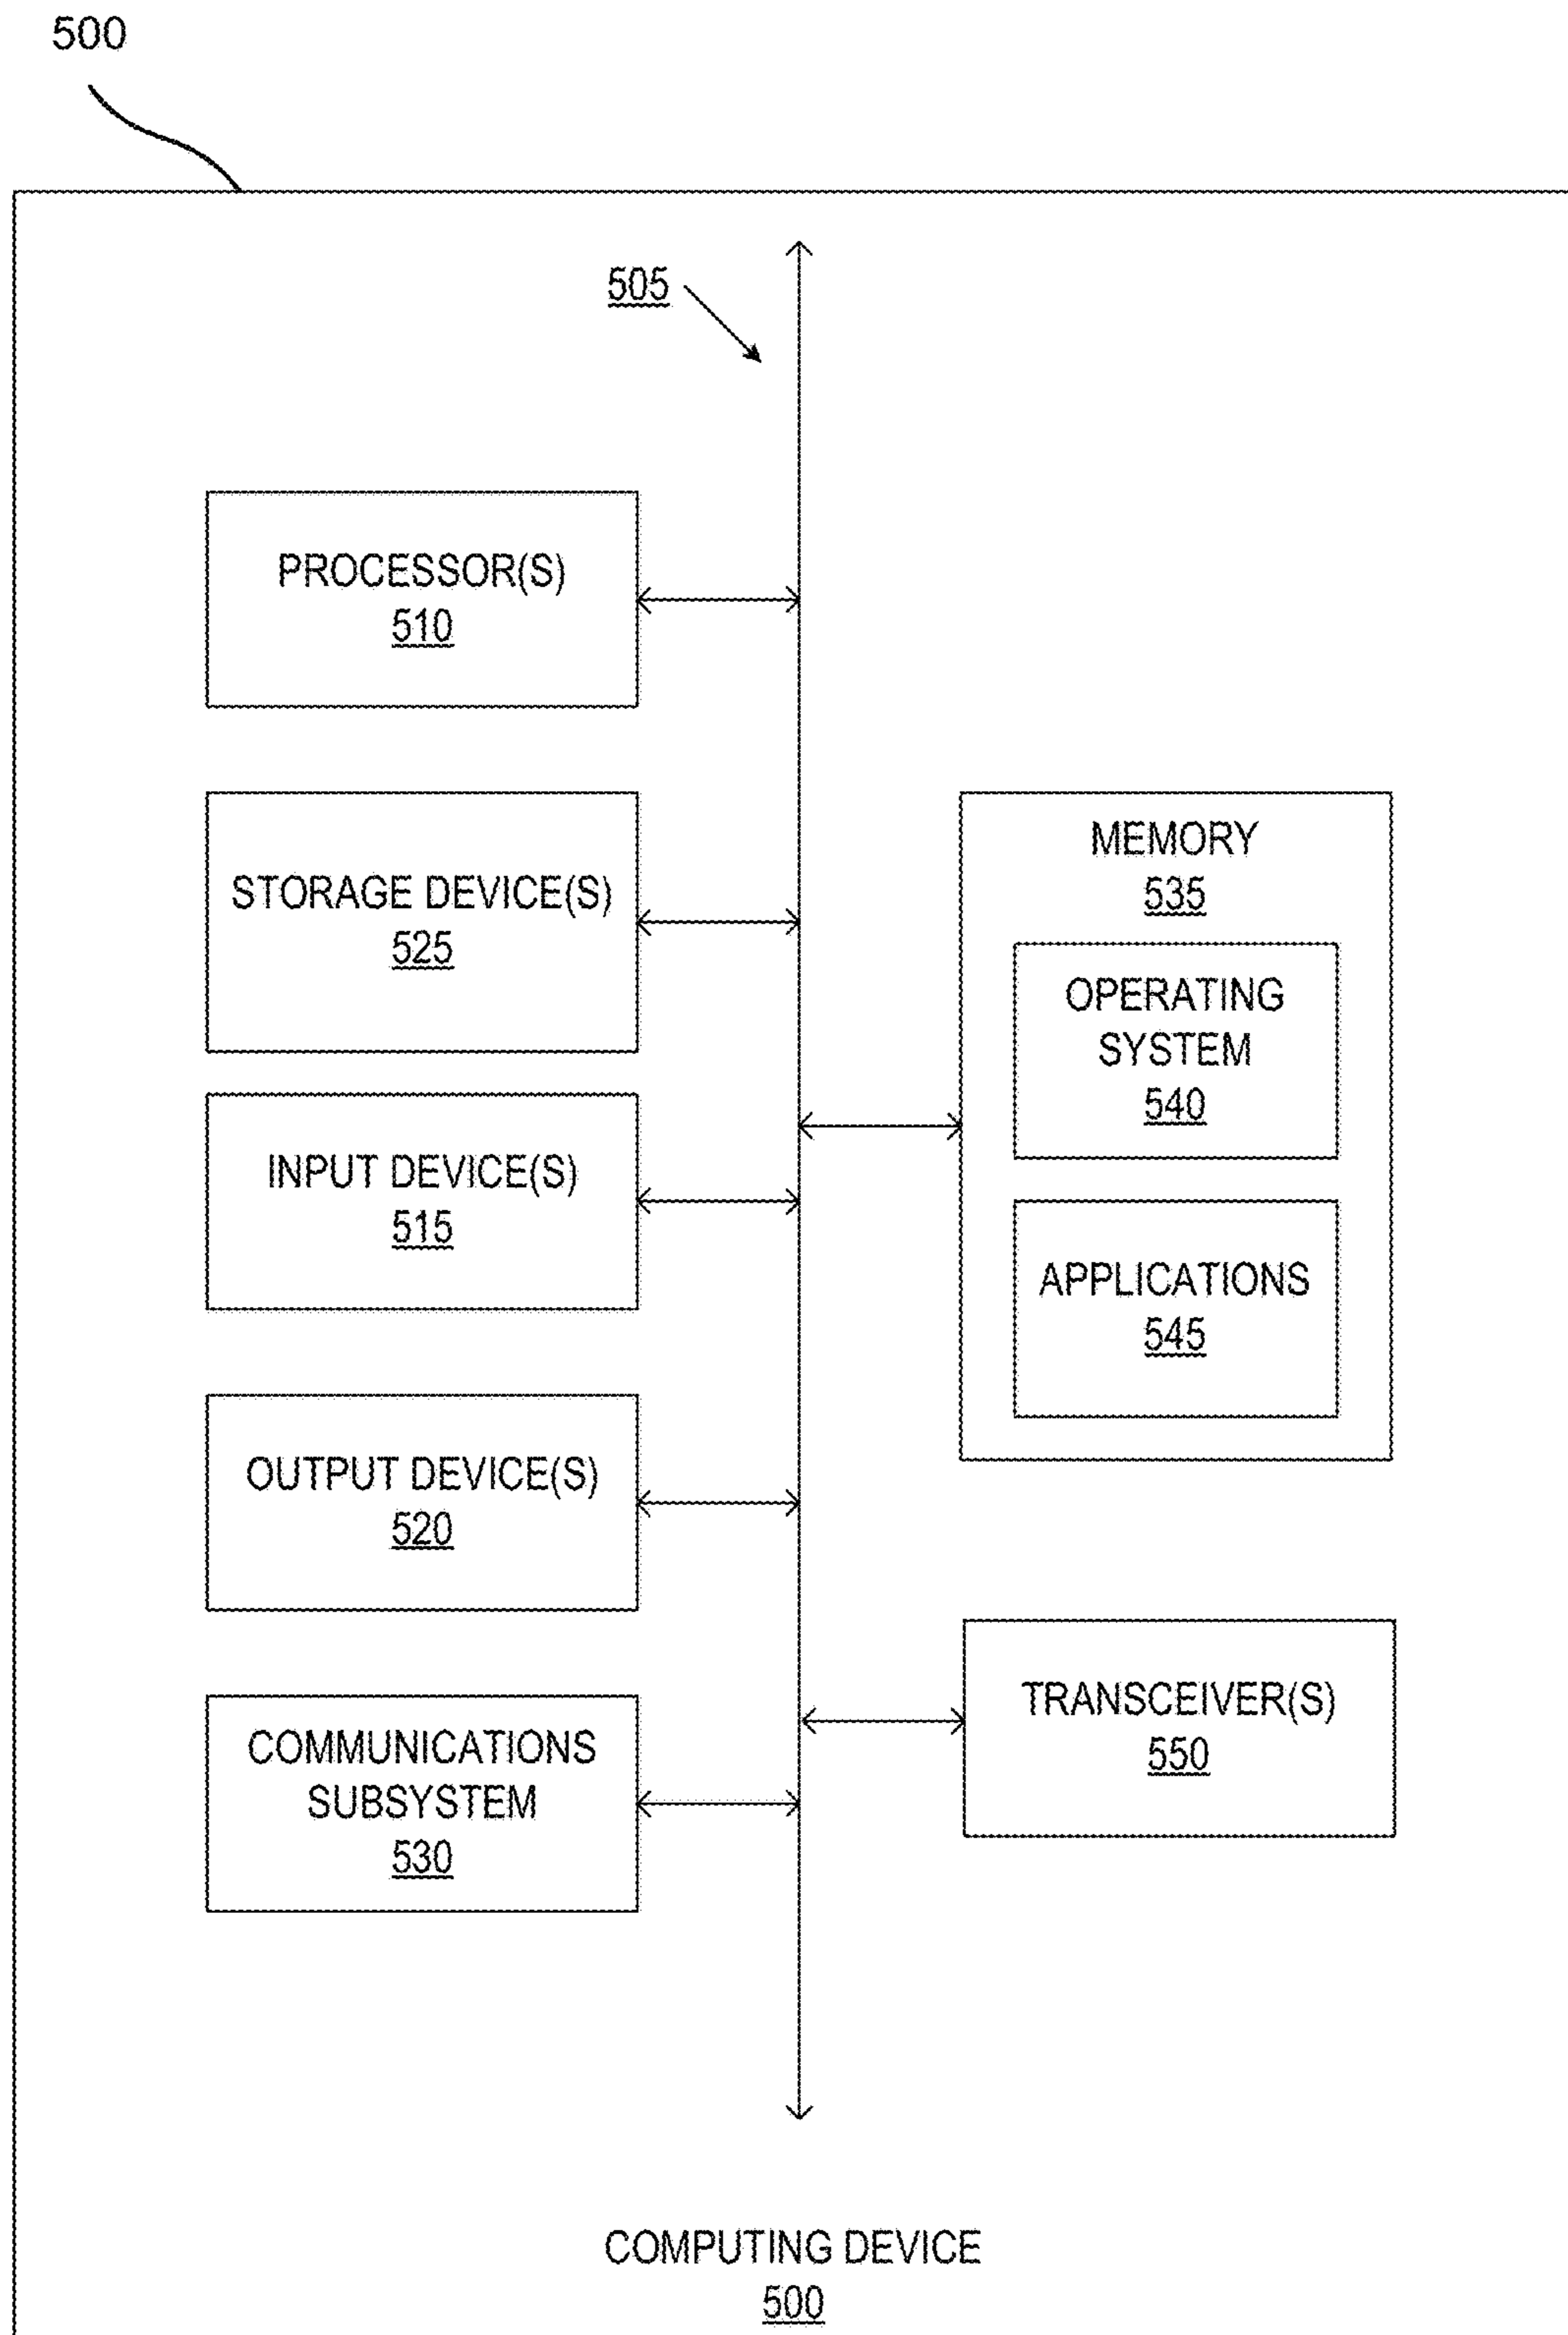 500
505
PROCESSOR(S)
510
STORAGE DEVICE(S)
525
INPUT DEVICE(S)
515
OUTPUT DEVICE(S)
520
COMMUNICATIONS
SUBSYSTEM
530
MEMORY
535
OPERATING
SYSTEM
540
APPLICATIONS
545
TRANSCEIVER(S)
550
COMPUTING DEVICE
500